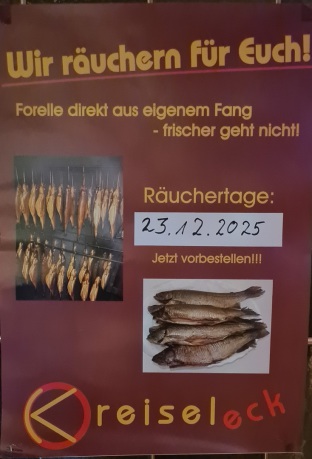 Wir räuchern für Euch!
Forelle direkt aus eigenem Fang
- frischer geht nicht!
Räuchertage:
23.12.2025
Jetzt vorbestellen!!!
Kreiseleck